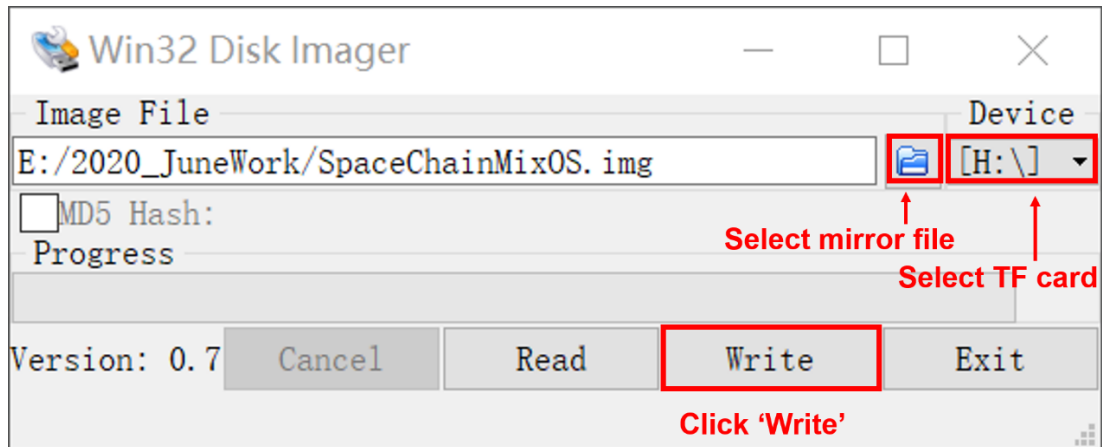 Win32 Disk Imager
Image File
Device
E:/2020_JuneWork/SpaceChainMixOS.img
[H:\]
MD5 Hash:
Select mirror file
Progress
Select TF card
Version: 0.7
Cancel
Read
Write
Exit
Click ‘Write’